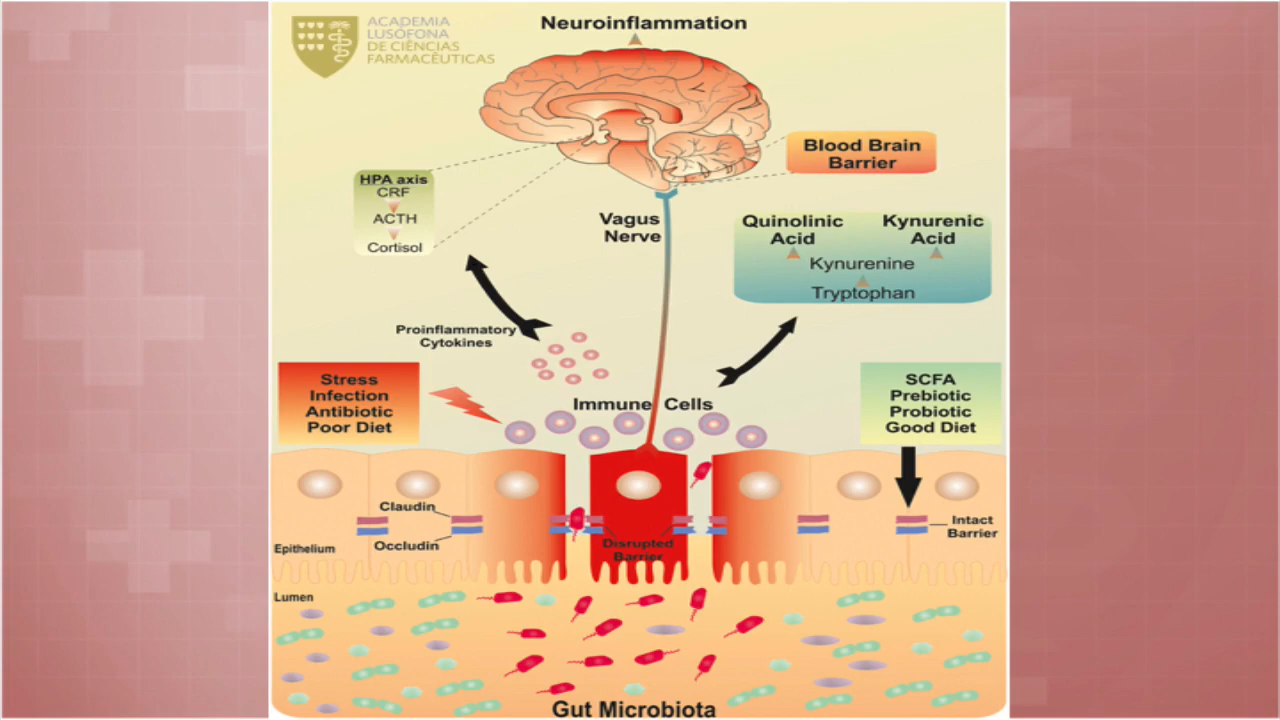 ACADEMIA
LUSÓFONA
DE CIÊNCIAS
FARMACÊUTICAS
Neuroinflammation
Blood Brain
Barrier
HPA axis
CRF
ACTH
Cortisol
Vagus
Nerve
Quinolinic
Acid
Kynurenic
Acid
Kynurenine
Tryptophan
Proinflammatory
Cytokines
Stress
Infection
Antibiotic
Poor Diet
Immune Cells
SCFA
Prebiotic
Probiotic
Good Diet
Claudin
Occludin
Disrupted
Barrier
Intact
Barrier
Epithelium
Lumen
Gut Microbiota